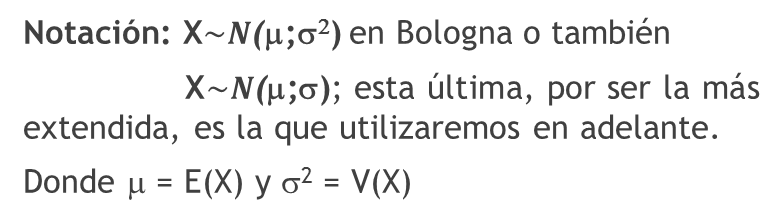 Notación: X~N(μ;σ²) en Bologna o también
X~N(μ;σ); esta última, por ser la más
extendida, es la que utilizaremos en adelante.
Donde μ = E(X) y σ² = V(X)